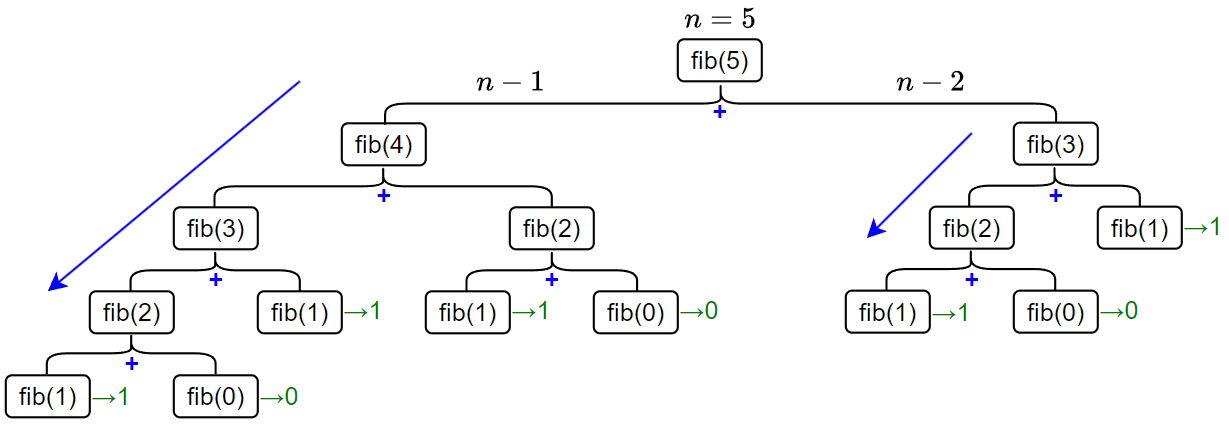 n = 5
fib(5)
n − 1 n − 2
+
fib(4) fib(3)
+ +
fib(3) fib(2) fib(2) fib(1) →1
+ + +
fib(2) fib(1) →1 fib(1) →1 fib(0) →0 fib(1) →1 fib(0) →0
+
fib(1) →1 fib(0) →0